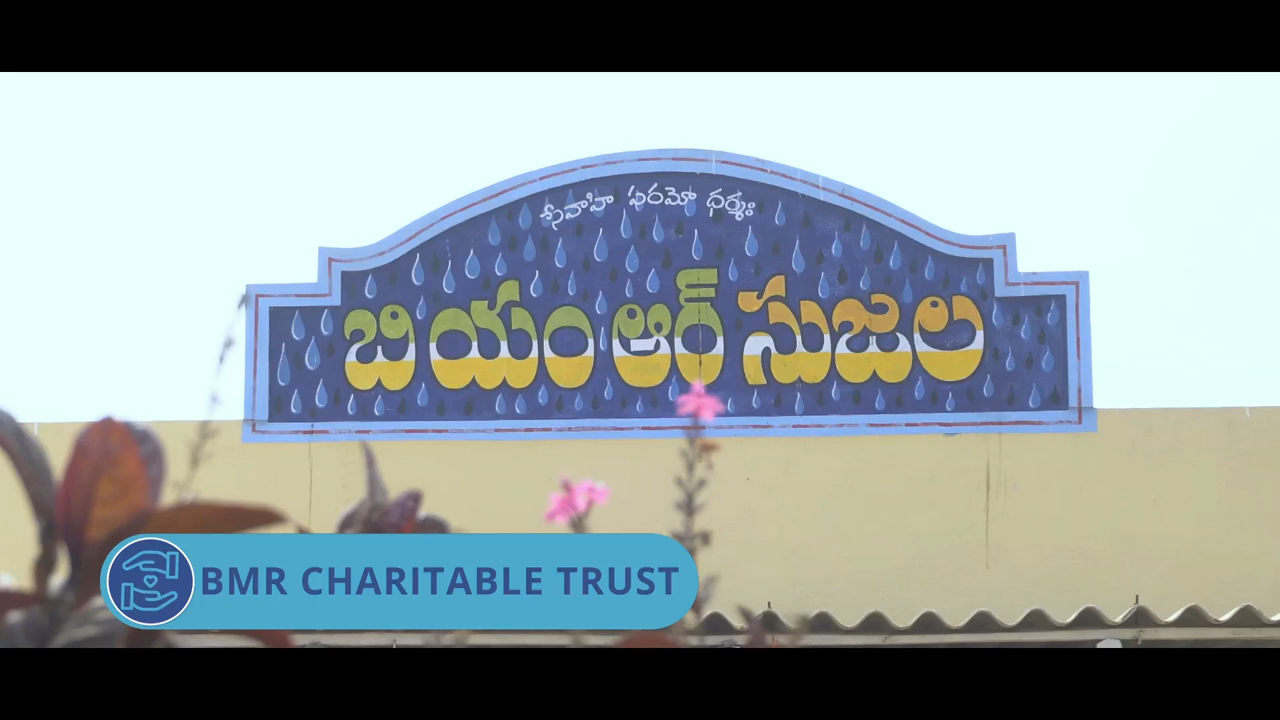 సేవాహి పరమో ధర్మః
బియం ఆర్ సుజల
BMR CHARITABLE TRUST